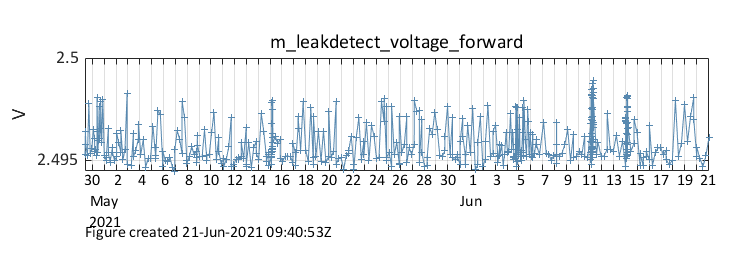 m_leakdetect_voltage_forward
2.5
V
2.495
30 2 4 6 8 10 12 14 16 18 20 22 24 26 28 30 1 3 5 7 9 11 13 15 17 19 21
May Jun
2021
Figure created 21-Jun-2021 09:40:53Z